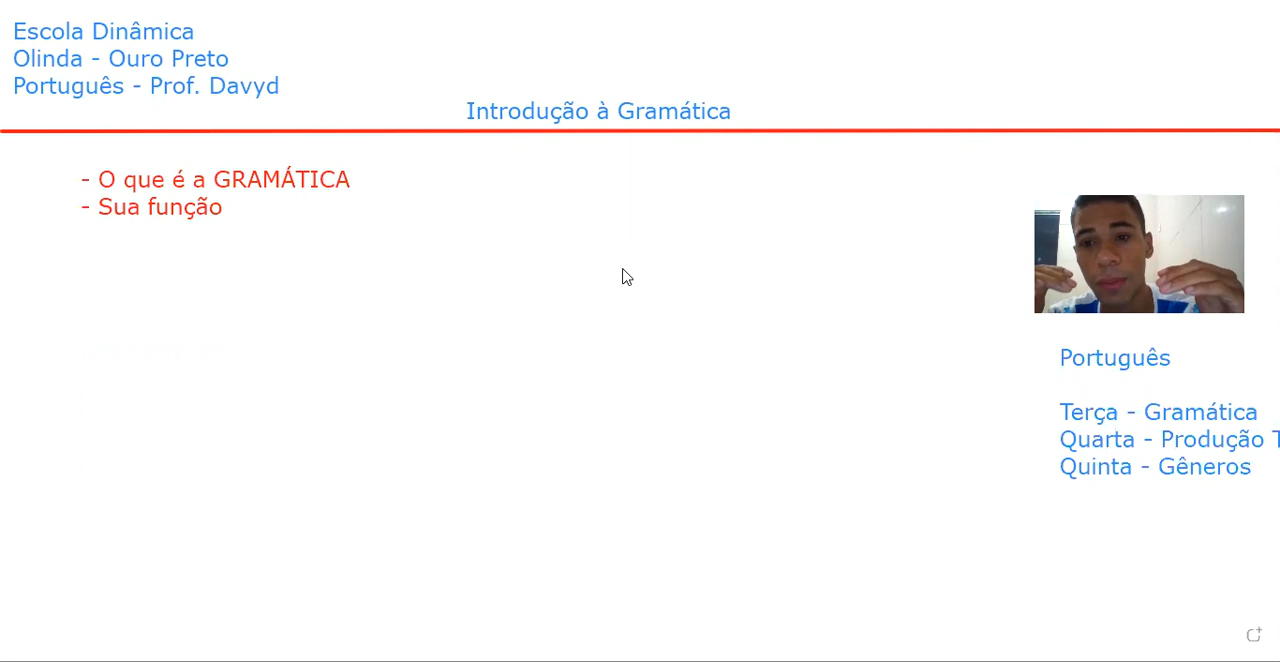 Escola Dinâmica
Olinda - Ouro Preto
Português - Prof. Davyd
Introdução à Gramática
- O que é a GRAMÁTICA
- Sua função
Português
Terça - Gramática
Quarta - Produção
Quinta - Gêneros